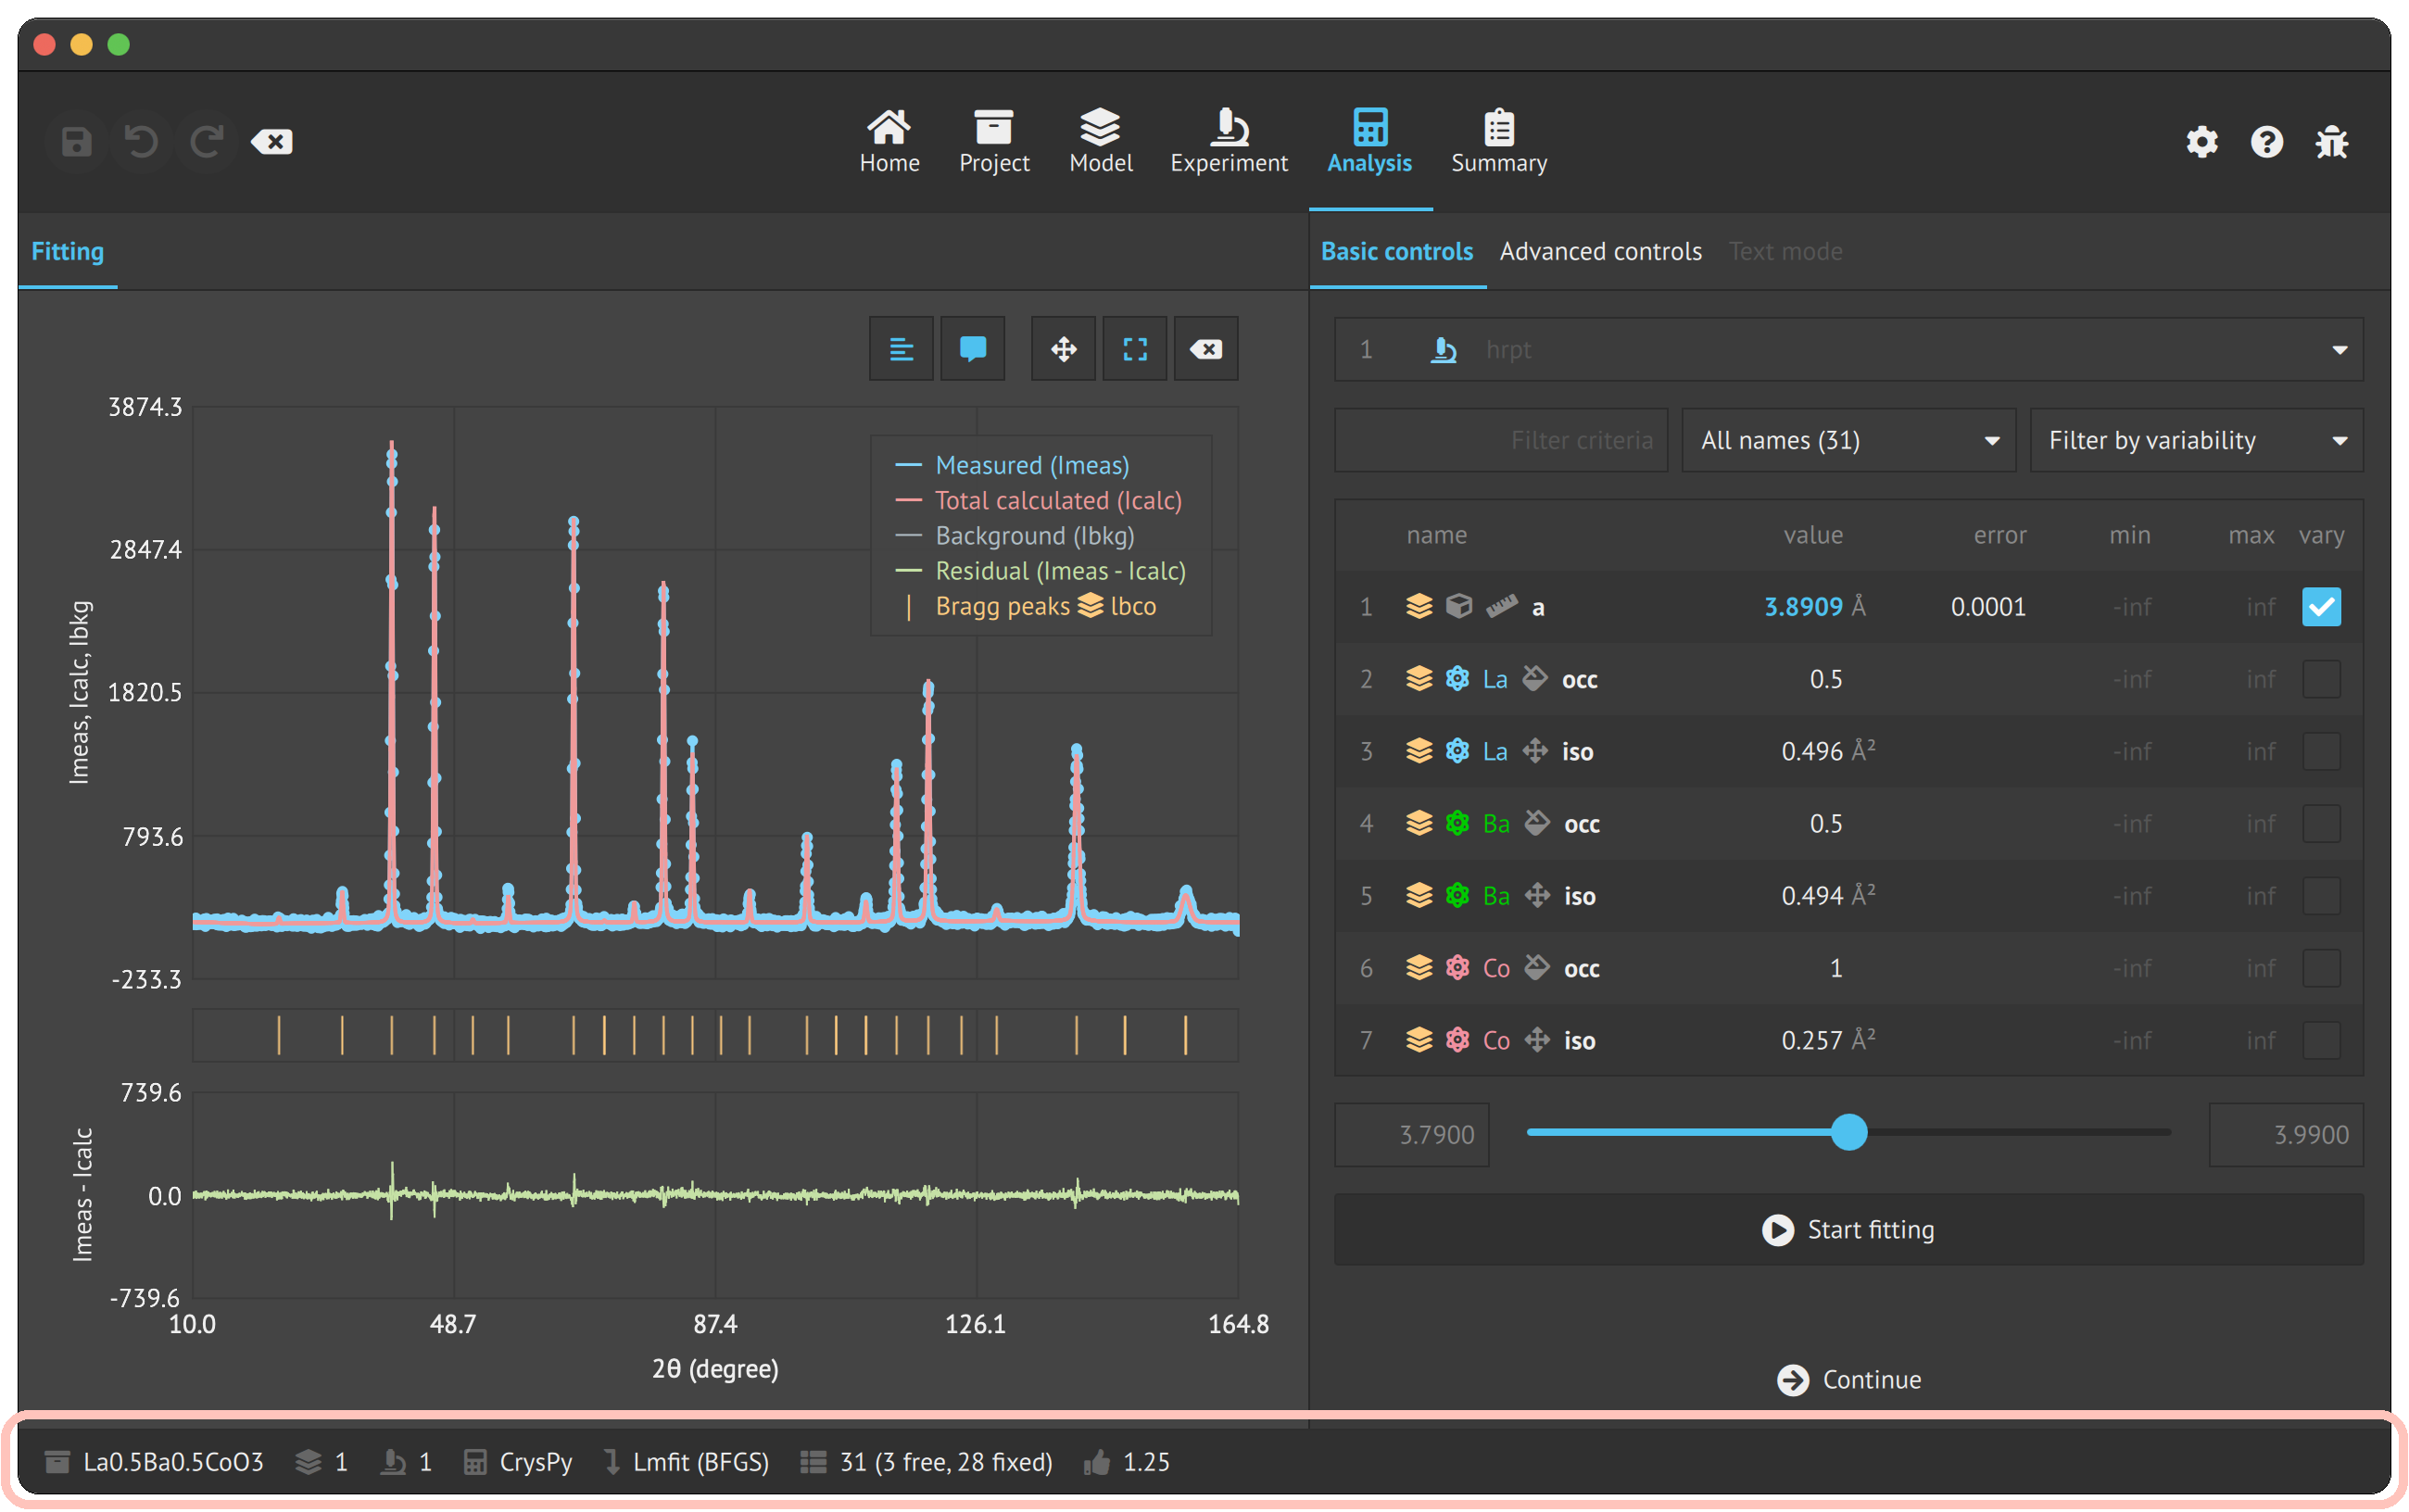 Home Project Model Experiment Analysis Summary
Fitting
Basic controls Advanced controls Text mode
1 hrpt
Filter criteria All names (31) Filter by variability
3874.3
2847.4
1820.5
793.6
-233.3
Imeas, Icalc, Ibkg
Measured (Imeas)
Total calculated (Icalc)
Background (Ibkg)
Residual (Imeas - Icalc)
Bragg peaks lbco
739.6
0.0
-739.6
Imeas - Icalc
10.0 48.7 87.4 126.1 164.8
2θ (degree)
name value error min max vary
1 a 3.8909 Å 0.0001 -inf inf
2 La occ 0.5 -inf inf
3 La iso 0.496 Å² -inf inf
4 Ba occ 0.5 -inf inf
5 Ba iso 0.494 Å² -inf inf
6 Co occ 1 -inf inf
7 Co iso 0.257 Å² -inf inf
3.7900 3.9900
Start fitting
Continue
La0.5Ba0.5CoO3 1 1 CrysPy Lmfit (BFGS) 31 (3 free, 28 fixed) 1.25